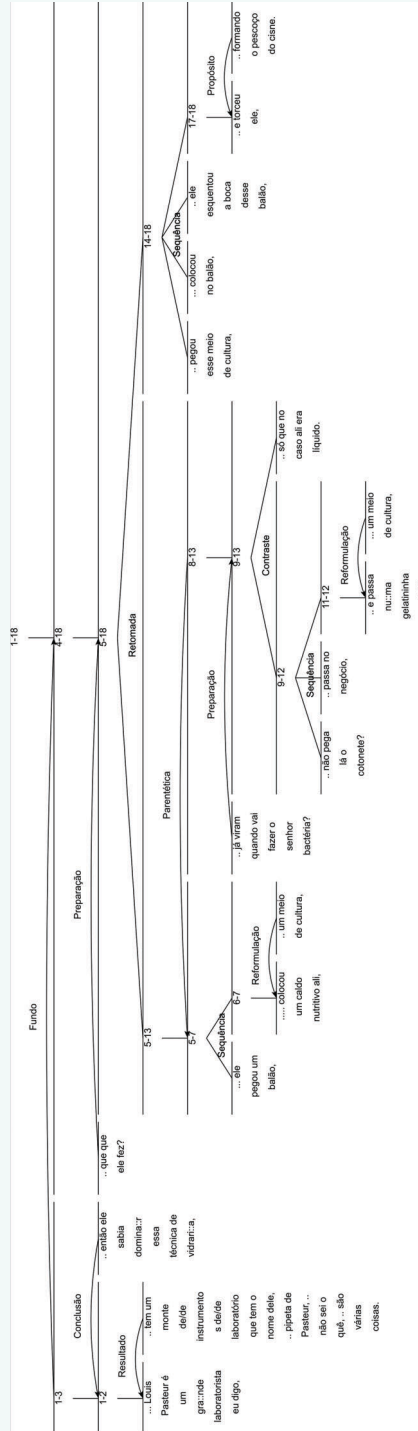 1-18
Fundo
1-3
4-18
Conclusão
Preparação
1-2
.. então ele
sabia
domina::r
essa
técnica de
vidrari::a,
.. que que
ele fez?
5-18
Resultado
Retomada
... Louis
Pasteur é
um
gra::nde
laboratorista
eu digo,
.. tem um
monte
de/de
instrumento
s de/de
laboratório
que tem o
nome dele,
.. pipeta de
Pasteur, ..
não sei o
quê, .. são
várias
coisas.
5-13
14-18
Parentética
Sequência
5-7
8-13
.. pegou
esse meio
de cultura,
... colocou
no balão,
.. ele
esquentou
a boca
desse
balão,
17-18
Sequência
Preparação
Propósito
... ele
pegou um
balão,
6-7
.. já viram
quando vai
fazer o
senhor
bactéria?
9-13
.. e torceu
ele,
.. formando
o pescoço
do cisne.
Reformulação
Contraste
..... colocou
um caldo
nutritivo ali,
.. um meio
de cultura,
9-12
.. só que no
caso ali era
líquido.
Sequência
.. não pega
lá o
cotonete?
.. passa no
negócio,
11-12
Reformulação
.. e passa
nu::ma
gelatininha
... um meio
de cultura,